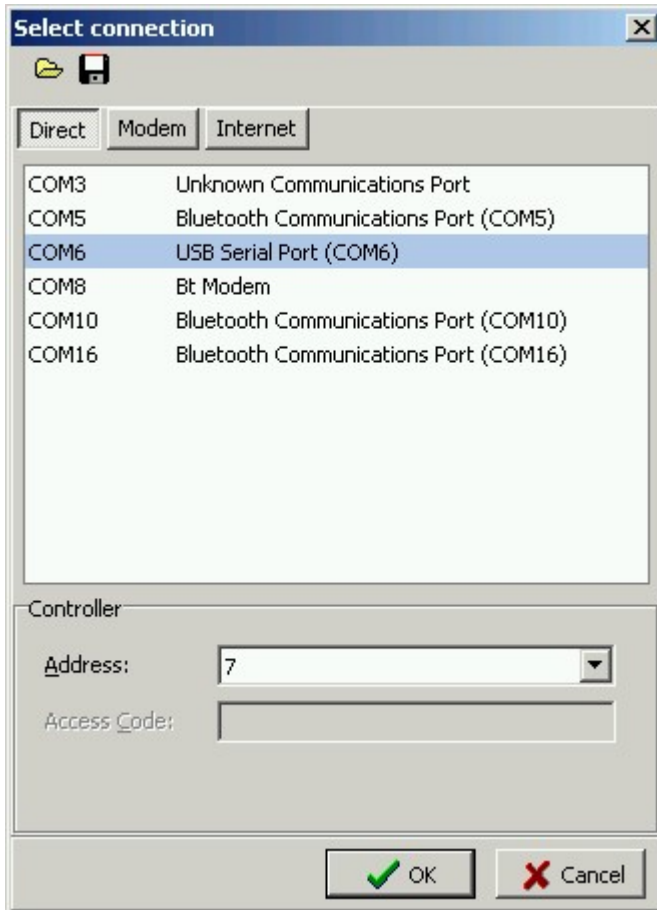 Select connection
Direct Modem Internet
COM3 Unknown Communications Port
COM5 Bluetooth Communications Port (COM5)
COM6 USB Serial Port (COM6)
COM8 Bt Modem
COM10 Bluetooth Communications Port (COM10)
COM16 Bluetooth Communications Port (COM16)
Controller
Address: 7
Access Code:
OK Cancel